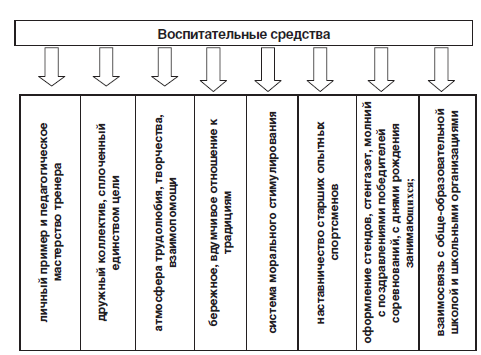 Воспитательные средства
личный пример и педагогическое
мастерство тренера
дружный коллектив, сплоченный
единством цели
атмосфера трудолюбия, творчества,
взаимопомощи
бережное, вдумчивое отношение к
традициям
система морального стимулирования
наставничество старших опытных
спортсменов
оформление стендов, стенгазет, молний
с поздравлениями победителей
соревнований, с днями рождения
занимающихся;
взаимосвязь с обще-образовательной
школой и школьными организациями